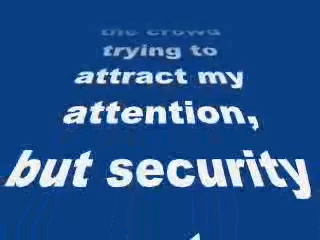 the crowd
trying to
attract my
attention,
but security